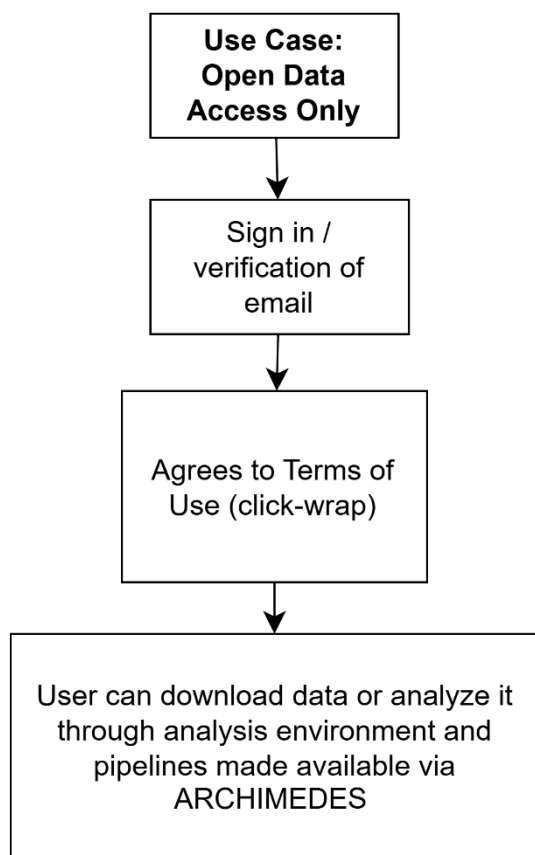 Use Case:
Open Data
Access Only
Sign in /
verification of
email
Agrees to Terms of
Use (click-wrap)
User can download data or analyze it
through analysis environment and
pipelines made available via
ARCHIMEDES